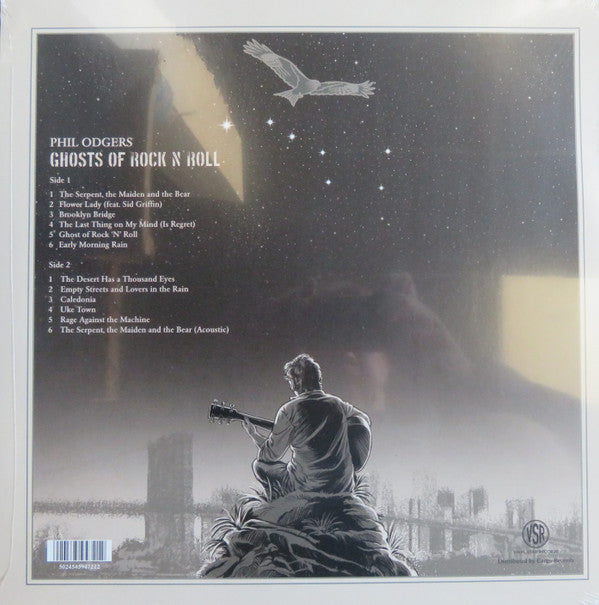 PHIL ODGERS
GHOSTS OF ROCK N' ROLL
Side 1
1 The Serpent, the Maiden and the Bear
2 Flower Lady (feat. Sid Griffin)
3 Brooklyn Bridge
4 The Last Thing on My Mind (Is Regret)
5 Ghost of Rock 'N' Roll
6 Early Morning Rain
Side 2
1 The Desert Has a Thousand Eyes
2 Empty Streets and Lovers in the Rain
3 Caledonia
4 Uke Town
5 Rage Against the Machine
6 The Serpent, the Maiden and the Bear (Acoustic)
VSR
Distributed by Cargo Records